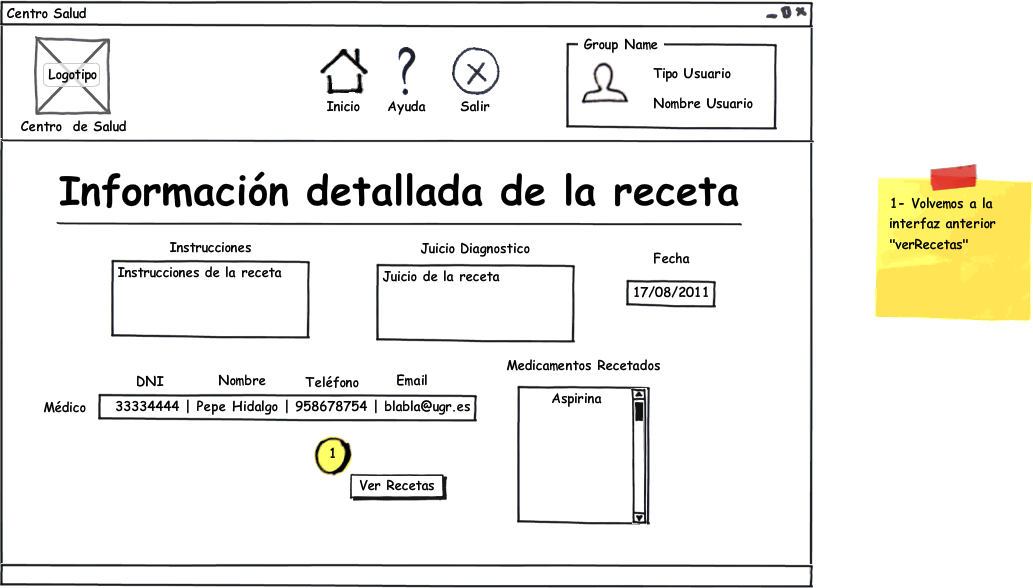 Centro Salud
Logotipo
Centro de Salud
Inicio
Ayuda
Salir
Group Name
Tipo Usuario
Nombre Usuario
Información detallada de la receta
Instrucciones
Instrucciones de la receta
Juicio Diagnostico
Juicio de la receta
Fecha
17/08/2011
DNI Nombre Teléfono Email
Médico 33334444 | Pepe Hidalgo | 958678754 | blabla@ugr.es
Medicamentos Recetados
Aspirina
1
Ver Recetas
1- Volvemos a la
interfaz anterior
"verRecetas"